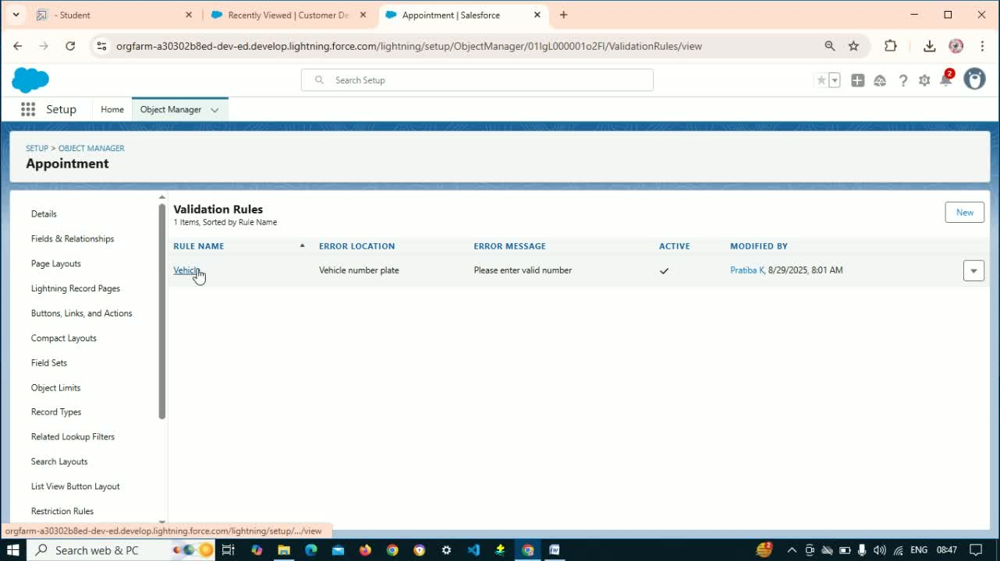 - Student
Recently Viewed | Customer De
Appointment | Salesforce
orgfarm-a30302b8ed-dev-ed.develop.lightning.force.com/lightning/setup/ObjectManager/01IgL000001o2FI/ValidationRules/view
Search Setup
2
Setup
Home
Object Manager
SETUP > OBJECT MANAGER
Appointment
Details
Fields & Relationships
Page Layouts
Lightning Record Pages
Buttons, Links, and Actions
Compact Layouts
Field Sets
Object Limits
Record Types
Related Lookup Filters
Search Layouts
List View Button Layout
Restriction Rules
Validation Rules
1 Items, Sorted by Rule Name
New
RULE NAME ERROR LOCATION ERROR MESSAGE ACTIVE MODIFIED BY
Vehicle Vehicle number plate Please enter valid number Pratiba K, 8/29/2025, 8:01 AM
orgfarm-a30302b8ed-dev-ed.develop.lightning.force.com/lightning/setup/.../view
Search web & PC
2
ENG
08:47